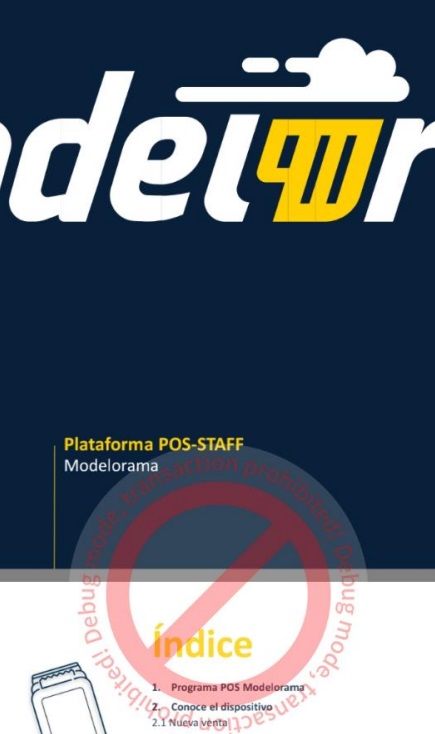 delor
Plataforma POS-STAFF
Modelorama
Debug mode, transaction prohibited! Debug mode, transaction prohibited!
Índice
1. Programa POS Modelorama
2. Conoce el dispositivo
2.1 Nueva venta